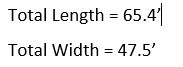 Total Length = 65.4’
Total Width = 47.5’